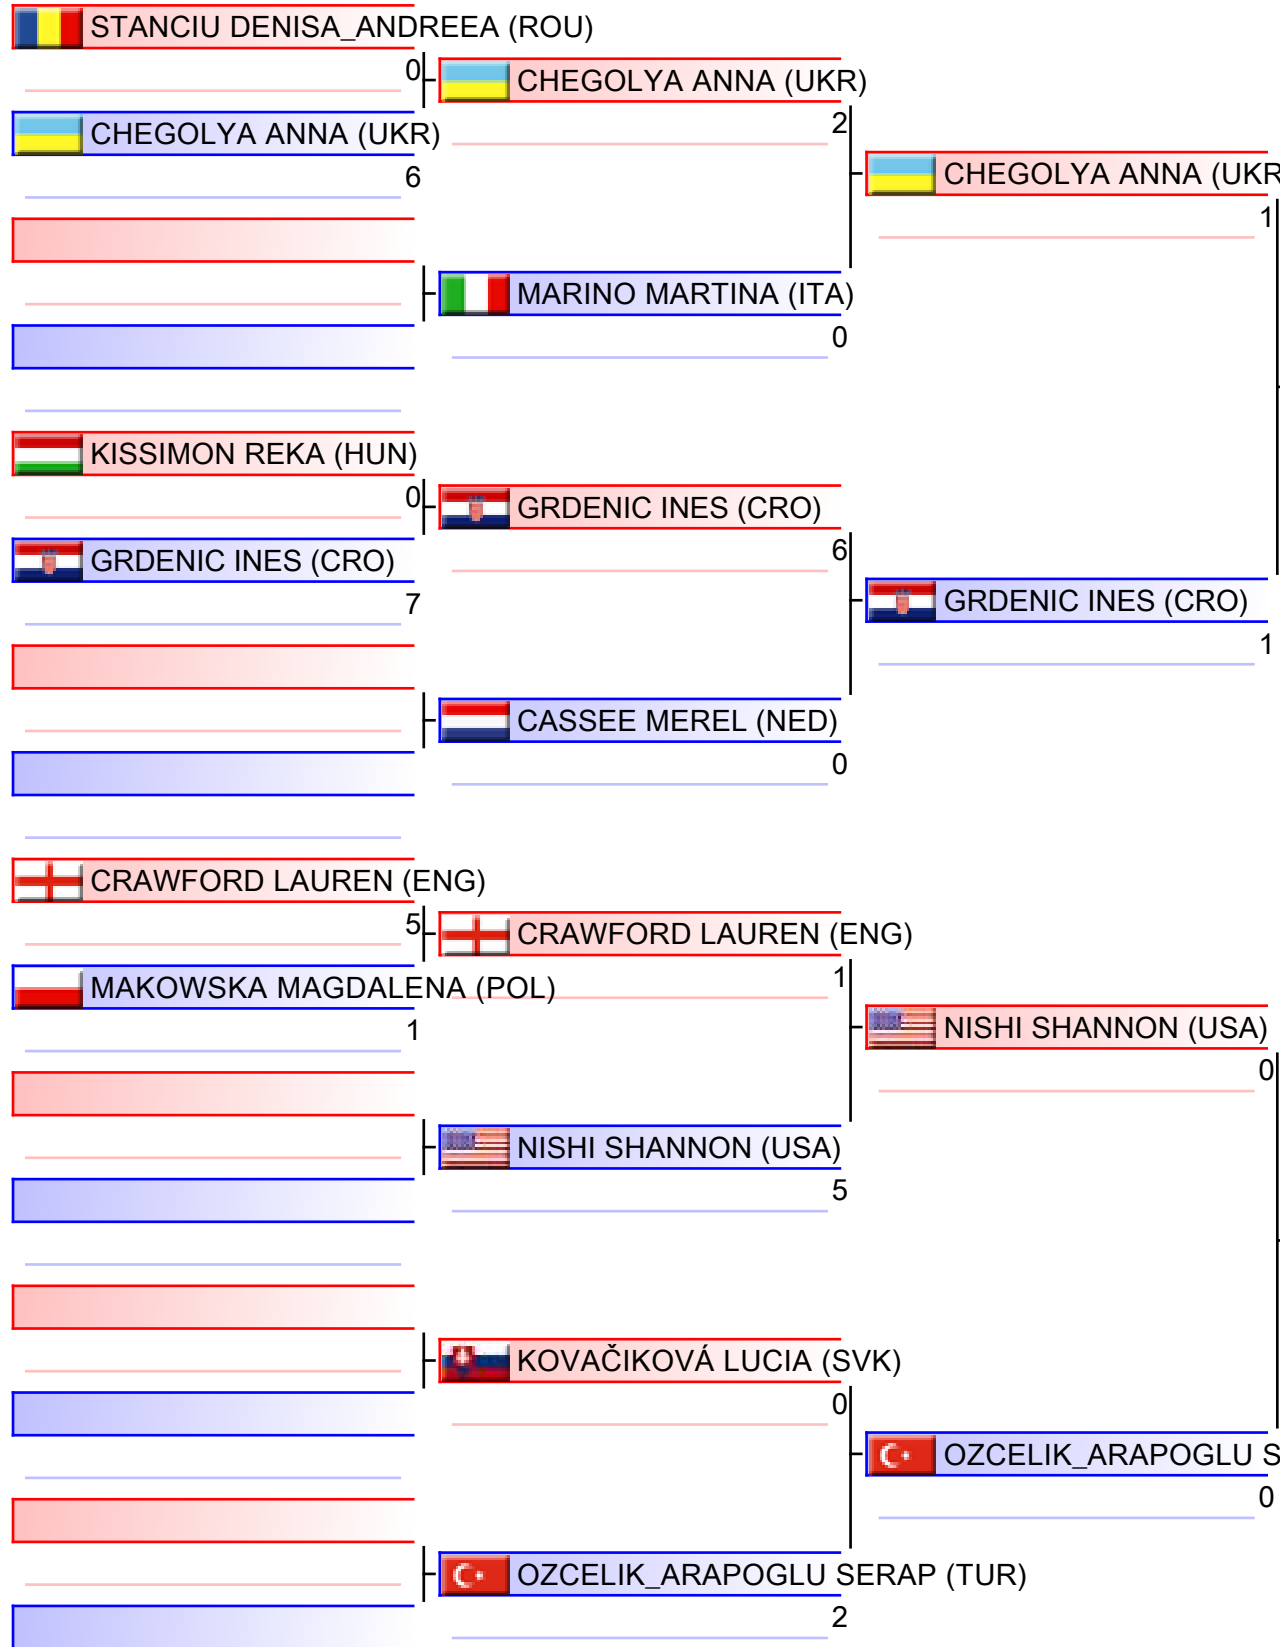 STANCIU DENISA_ANDREEA (ROU)
0
CHEGOLYA ANNA (UKR)
6
KISSIMON REKA (HUN)
0
GRDENIC INES (CRO)
7
CRAWFORD LAUREN (ENG)
5
MAKOWSKA MAGDALENA (POL)
1
CHEGOLYA ANNA (UKR)
2
MARINO MARTINA (ITA)
0
GRDENIC INES (CRO)
6
CASSEE MEREL (NED)
0
CRAWFORD LAUREN (ENG)
1
NISHI SHANNON (USA)
5
KOVAČIKOVÁ LUCIA (SVK)
0
OZCELIK_ARAPOGLU SERAP (TUR)
2
CHEGOLYA ANNA (UKR
1
GRDENIC INES (CRO)
1
NISHI SHANNON (USA)
0
OZCELIK_ARAPOGLU S
0